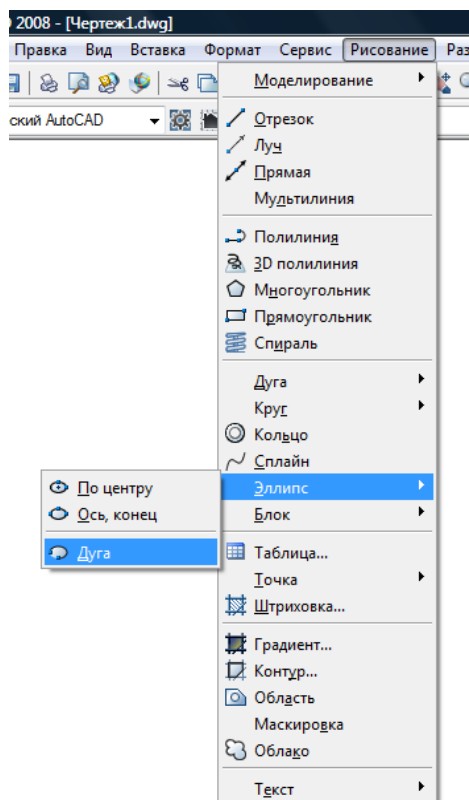 2008 - [Чертеж1.dwg]
Правка Вид Вставка Формат Сервис Рисование Раз
ский AutoCAD
Моделирование
Отрезок
Луч
Прямая
Мультилиния
Полилиния
3D полилиния
Многоугольник
Прямоугольник
Спираль
Дуга
Круг
Кольцо
Сплайн
Эллипс
Блок
По центру
Ось, конец
Дуга
Таблица...
Точка
Штриховка...
Градиент...
Контур...
Область
Маскировка
Облако
Текст